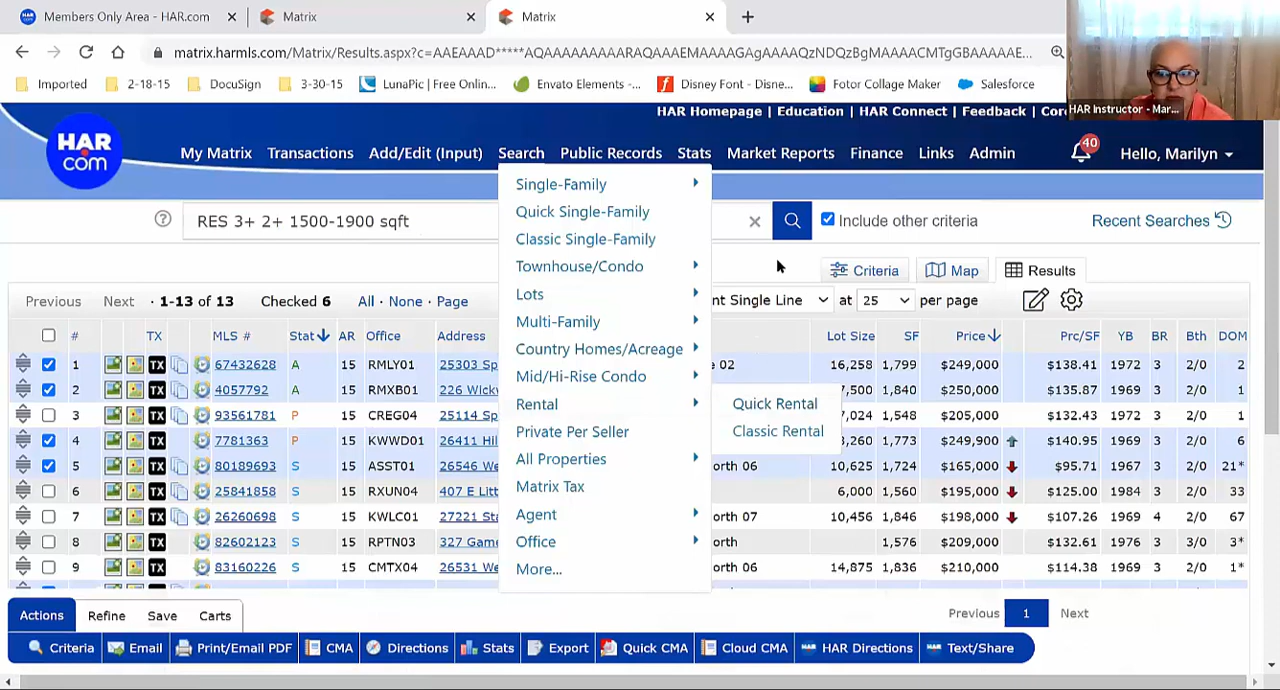 Members Only Area - HAR.com
Matrix
Matrix
matrix.harmls.com/Matrix/Results.aspx?c=AAEAAAD*****AQAAAAAAAAARAQAAAEMAAAAGAgAAAAQzNDQzBgMAAAACMTgGBAAAAAE...
Imported
2-18-15
DocuSign
3-30-15
LunaPic | Free Onlin...
Envato Elements -...
Disney Font - Disne...
Fotor Collage Maker
Salesforce
HAR Instructor - Mar...
HAR Homepage | Education | HAR Connect | Feedback |
HAR
com
My Matrix
Transactions
Add/Edit (Input)
Search
Public Records
Stats
Market Reports
Finance
Links
Admin
40
Hello, Marilyn
RES 3+ 2+ 1500-1900 sqft
Include other criteria
Recent Searches
Single-Family
Quick Single-Family
Classic Single-Family
Townhouse/Condo
Lots
Multi-Family
Country Homes/Acreage
Mid/Hi-Rise Condo
Rental
Private Per Seller
All Properties
Matrix Tax
Agent
Office
More...
Quick Rental
Classic Rental
Criteria
Map
Results
Previous Next · 1-13 of 13 Checked 6 All · None · Page
nt Single Line at 25 per page
# TX MLS # Stat AR Office Address Lot Size SF Price Prc/SF YB BR Bth DOM
1 TX 67432628 A 15 RMLY01 25303 Sp 02 16,258 1,799 $249,000 $138.41 1972 3 2/0 2
2 TX 4057792 A 15 RMXB01 226 Wick 7,500 1,840 $250,000 $135.87 1969 3 2/0 1
3 TX 93561781 P 15 CREG04 25114 Sp 7,024 1,548 $205,000 $132.43 1972 3 2/0 1
4 TX 7781363 P 15 KWWD01 26411 Hil 3,260 1,773 $249,900 $140.95 1969 3 2/0 6
5 TX 80189693 S 15 ASST01 26546 We orth 06 10,625 1,724 $165,000 $95.71 1967 3 2/0 21*
6 TX 25841858 S 15 RXUN04 407 E Litt 6,000 1,560 $195,000 $125.00 1984 3 2/0 33
7 TX 26260698 S 15 KWLC01 27221 Sta orth 07 10,456 1,846 $198,000 $107.26 1969 4 2/0 67
8 TX 82602123 S 15 RPTN03 327 Game orth 1,576 $209,000 $132.61 1976 3 3/0 3*
9 TX 83160226 S 15 CMTX04 26531 We orth 06 14,875 1,836 $210,000 $114.38 1969 3 2/0 1*
Actions
Refine
Save
Carts
Previous 1 Next
Criteria
Email
Print/Email PDF
CMA
Directions
Stats
Export
Quick CMA
Cloud CMA
HAR Directions
Text/Share